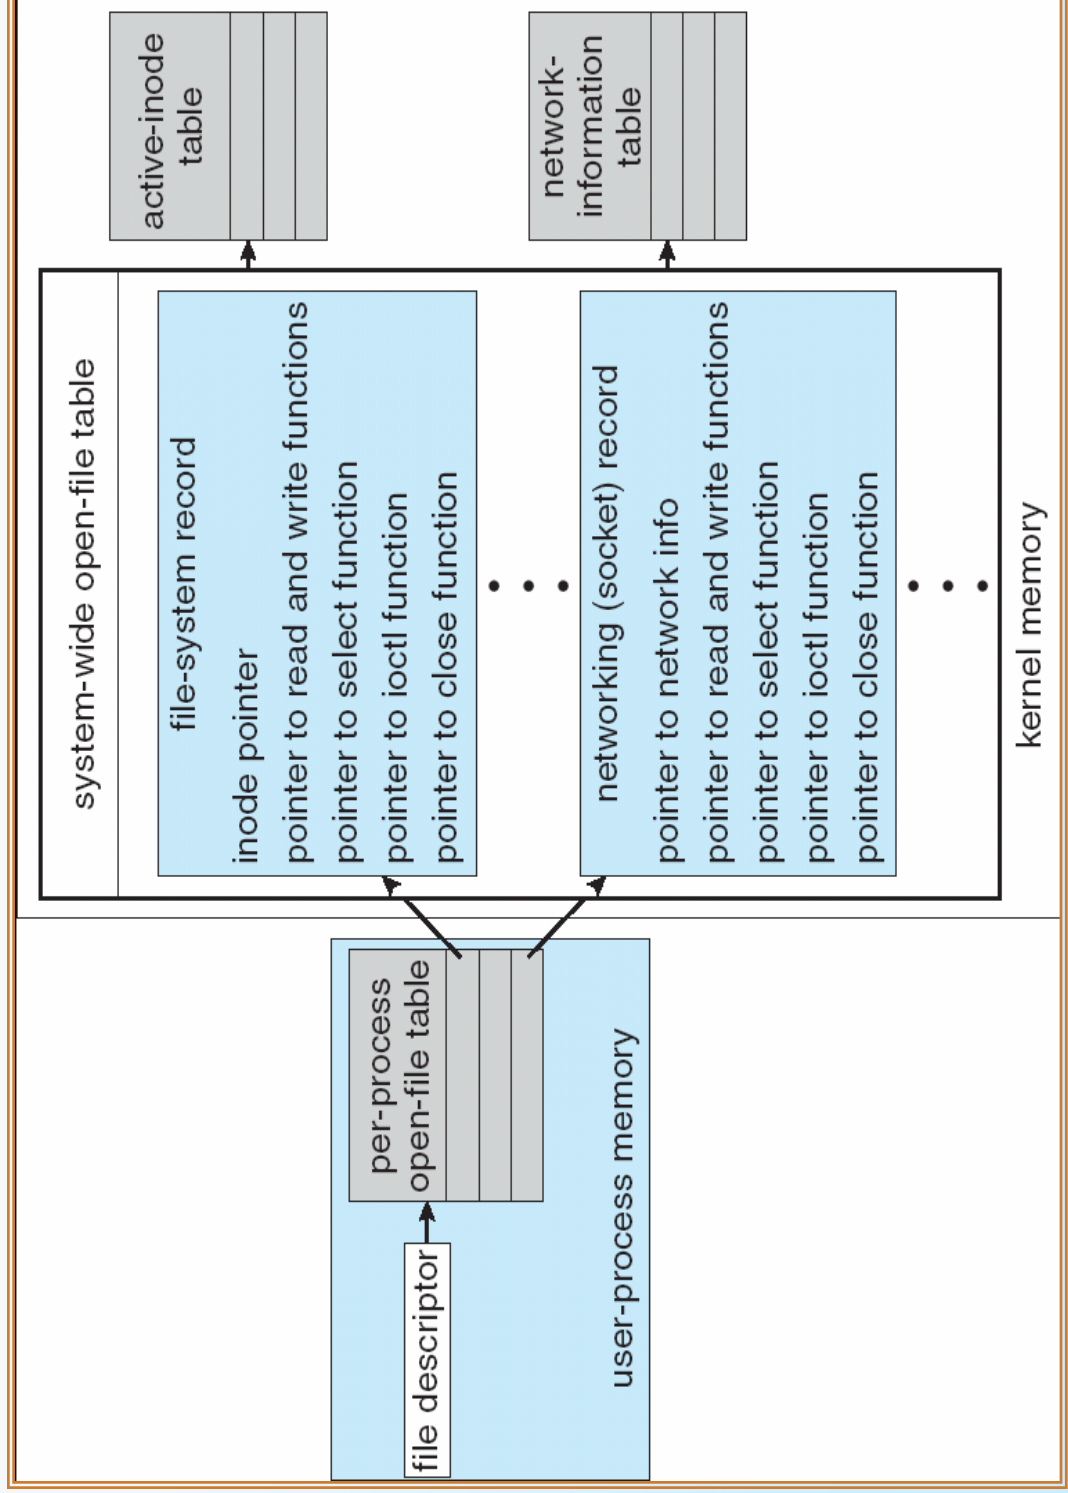 file descriptor
per-process
open-file table
user-process memory
system-wide open-file table
file-system record
inode pointer
pointer to read and write functions
pointer to select function
pointer to ioctl function
pointer to close function
networking (socket) record
pointer to network info
pointer to read and write functions
pointer to select function
pointer to ioctl function
pointer to close function
kernel memory
active-inode
table
network-
information
table